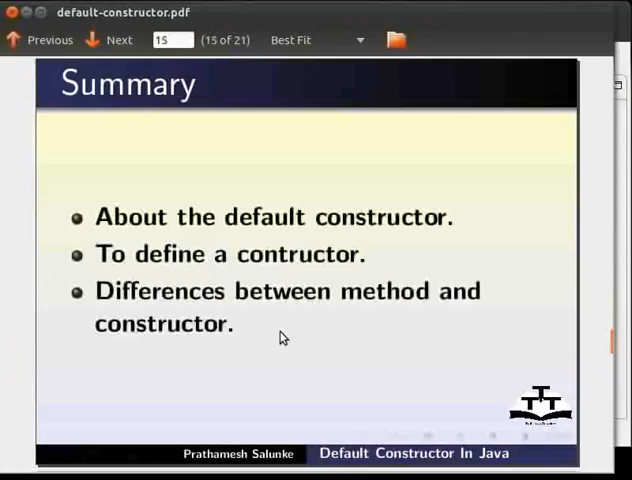 default-constructor.pdf
Previous Next 15 (15 of 21) Best Fit
Summary
About the default constructor.
To define a contructor.
Differences between method and
constructor.
Prathamesh Salunke Default Constructor In Java